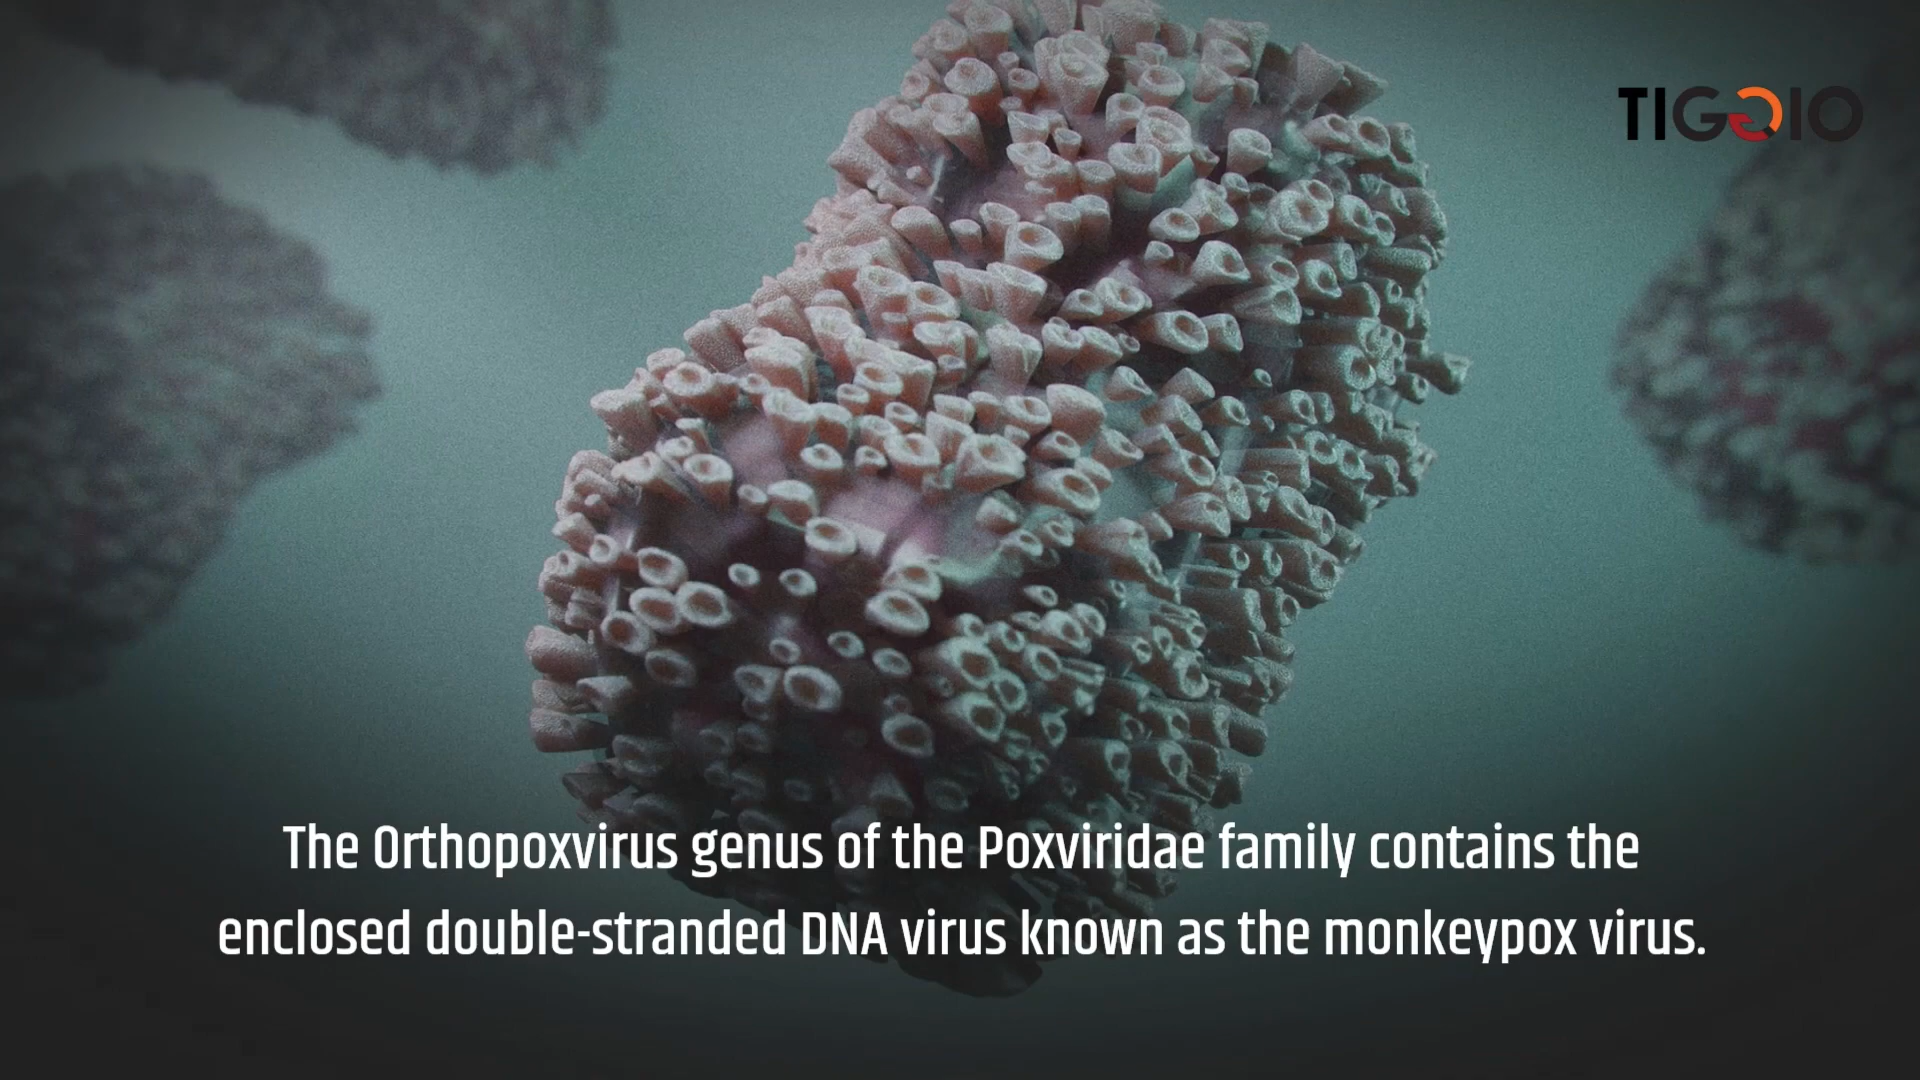 TIGGIO
The Orthopoxvirus genus of the Poxviridae family contains the
enclosed double-stranded DNA virus known as the monkeypox virus.